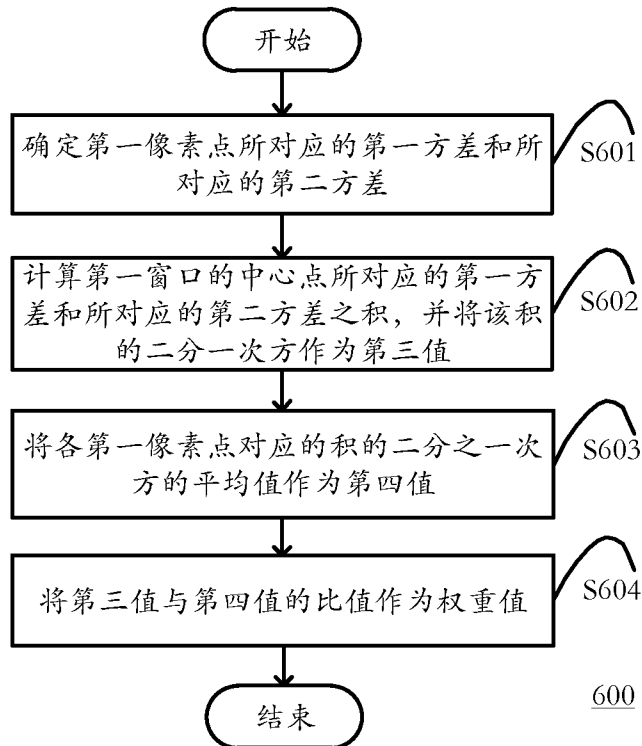 开始
确定第一像素点所对应的第一方差和所
对应的第二方差
S601
计算第一窗口的中心点所对应的第一方
差和所对应的第二方差之积，并将该积
的二分一次方作为第三值
S602
将各第一像素点对应的积的二分之一次
方的平均值作为第四值
S603
将第三值与第四值的比值作为权重值
S604
结束
600